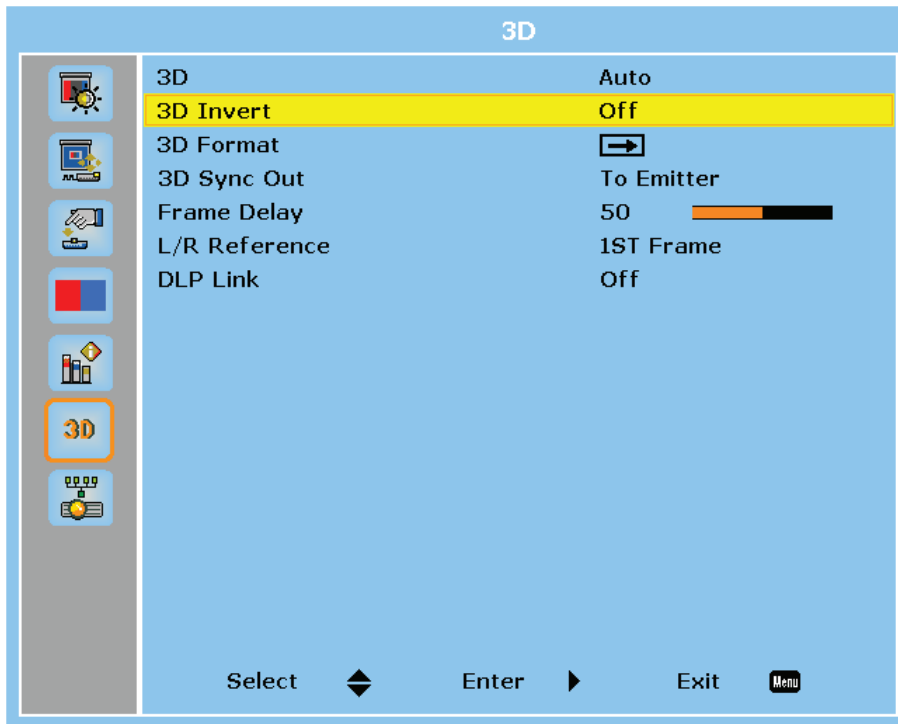 3D
3D Auto
3D Invert Off
3D Format
3D Sync Out To Emitter
Frame Delay 50
L/R Reference 1ST Frame
DLP Link Off
3D
Select Enter Exit Menu